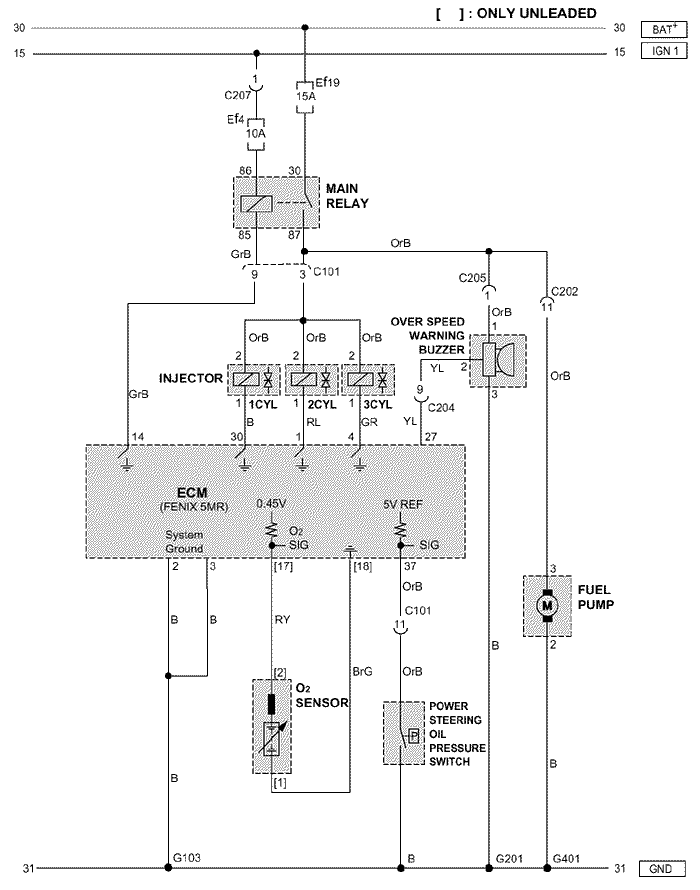 [ ] : ONLY UNLEADED
30
30
BAT+
15
15
IGN 1
1
C207
Ef19
15A
Ef4
10A
86
30
MAIN
RELAY
85
87
OrB
GrB
9
3
C101
C205
1
C202
11
OrB
1
OVER SPEED
WARNING
BUZZER
YL
2
3
OrB
OrB
OrB
2
2
2
INJECTOR
1CYL
2CYL
3CYL
1
1
1
9
C204
OrB
GrB
B
RL
GR
YL
14
30
1
4
27
ECM
(FENIX 5MR)
0.45V
5V REF
System
Ground
O2
SIG
SIG
2
3
[17]
[18]
37
OrB
3
FUEL
PUMP
M
2
C101
11
B
B
RY
BrG
OrB
B
[2]
O2
SENSOR
POWER
STEERING
OIL
PRESSURE
SWITCH
P
B
B
[1]
G103
B
G201
G401
31
31
GND